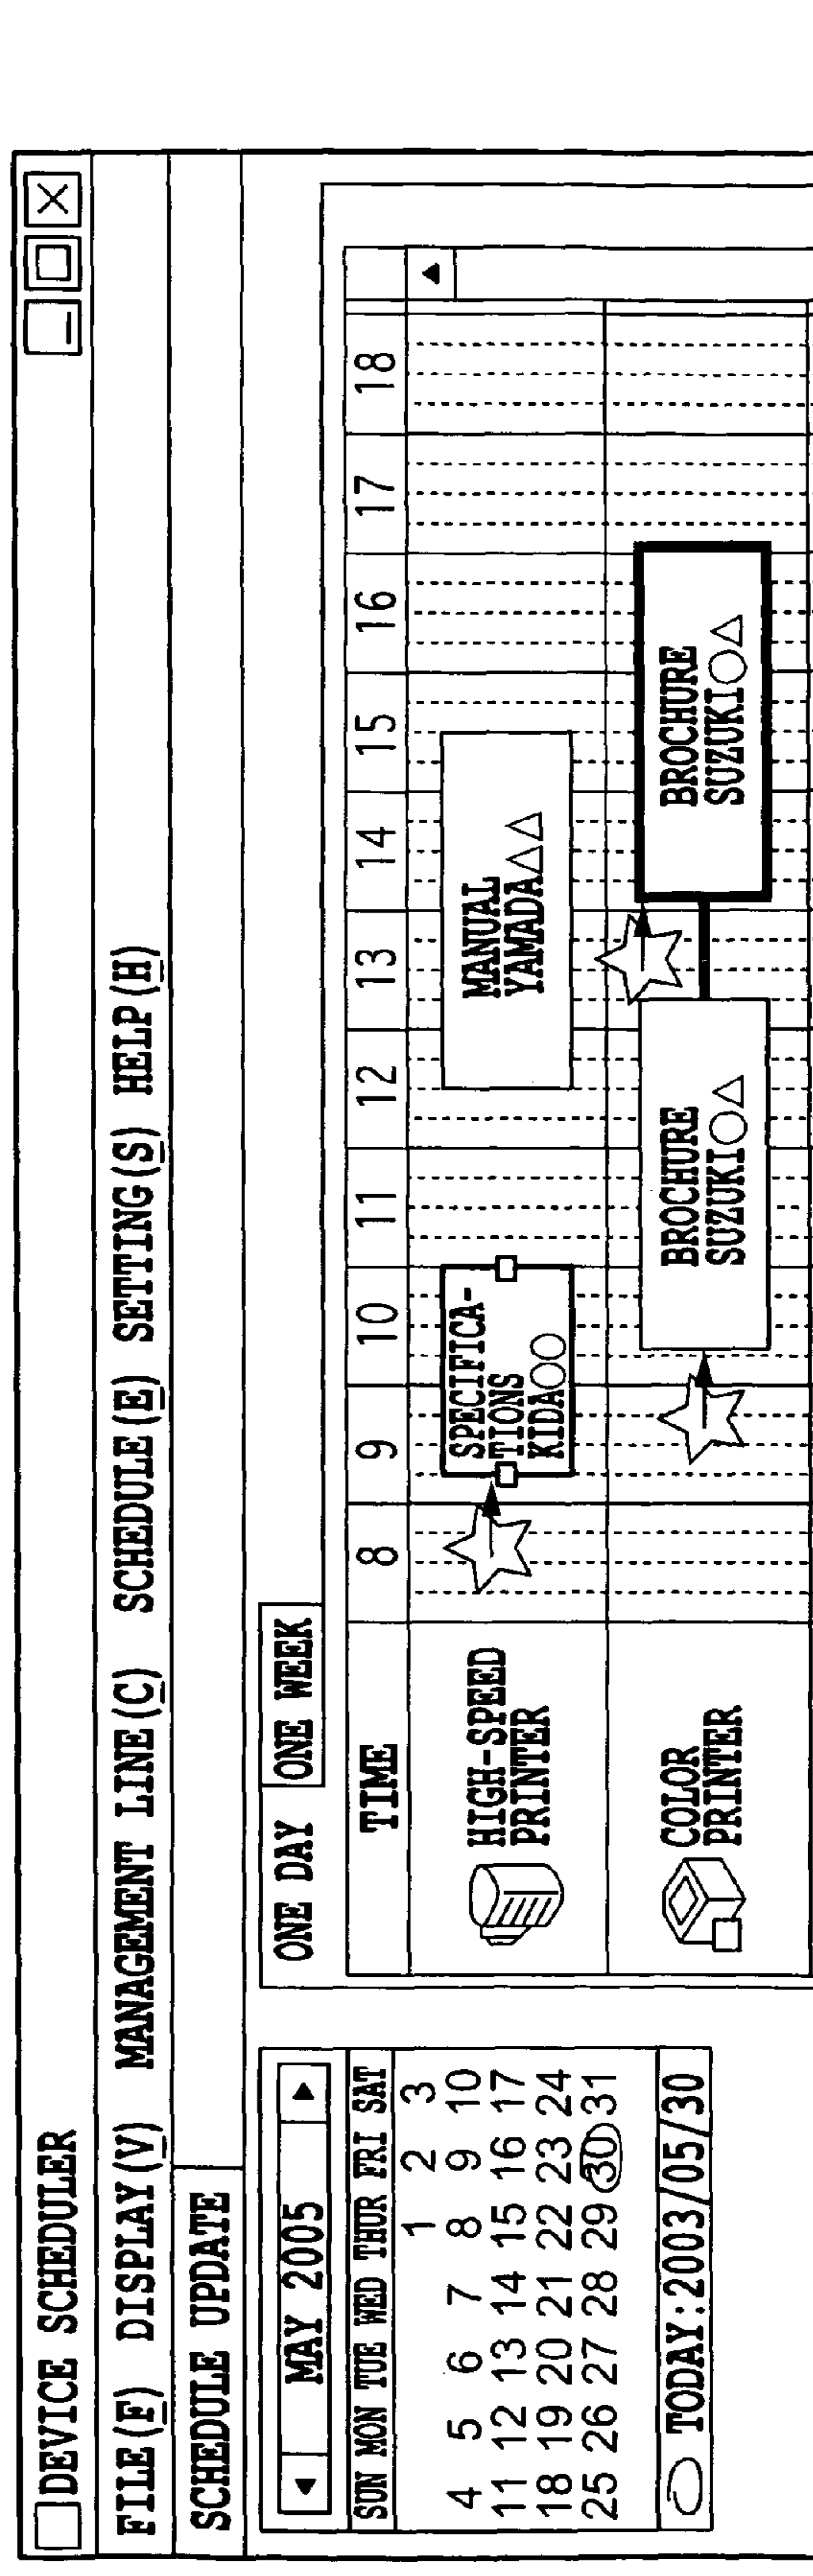 DEVICE SCHEDULER
FILE(F) DISPLAY(V) MANAGEMENT LINE(C) SCHEDULE(E) SETTING(S) HELP(H)
SCHEDULE UPDATE
MAY 2005
SUN MON TUE WED THUR FRI SAT
1 2 3
4 5 6 7 8 9 10
11 12 13 14 15 16 17
18 19 20 21 22 23 24
25 26 27 28 29 30 31
TODAY:2003/05/30
ONE DAY ONE WEEK
TIME 8 9 10 11 12 13 14 15 16 17 18
HIGH-SPEED
PRINTER
SPECIFICA-
TIONS
KIDA○○
MANUAL
YAMADA△△
COLOR
PRINTER
BROCHURE
SUZUKI○△
BROCHURE
SUZUKI○△